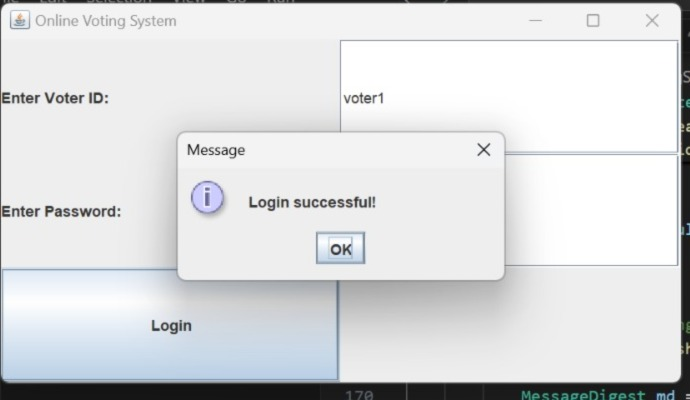 Online Voting System
Enter Voter ID:
voter1
Message
Login successful!
OK
Enter Password:
Login
170
MessageDigest md =